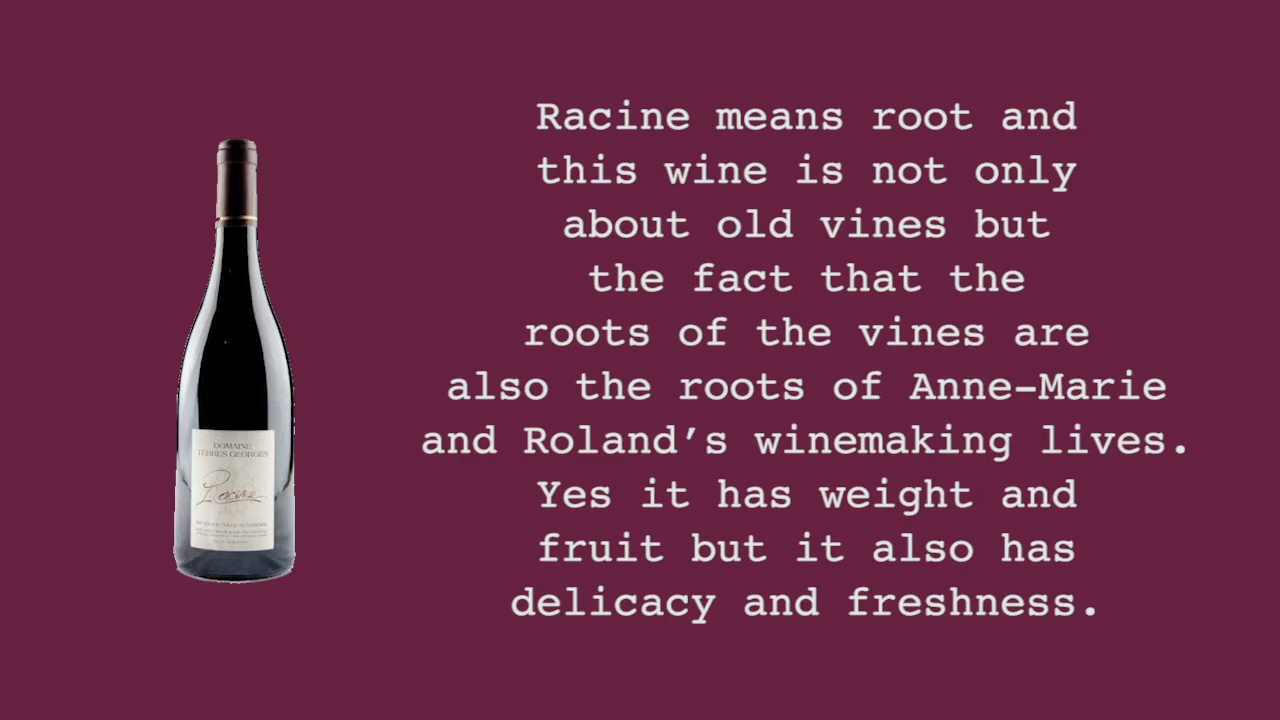 Racine means root and
this wine is not only
about old vines but
the fact that the
roots of the vines are
also the roots of Anne-Marie
and Roland’s winemaking lives.
Yes it has weight and
fruit but it also has
delicacy and freshness.
DOMAINE
TERRES GEORGES
Racine